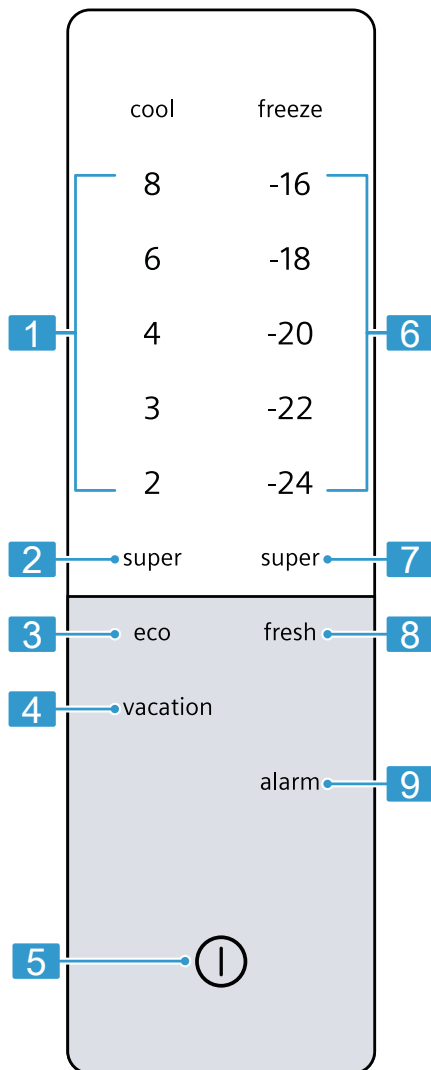 cool freeze
8 -16
6 -18
1 4 -20 6
3 -22
2 -24
2 super super 7
3 eco fresh 8
4 vacation
alarm 9
5